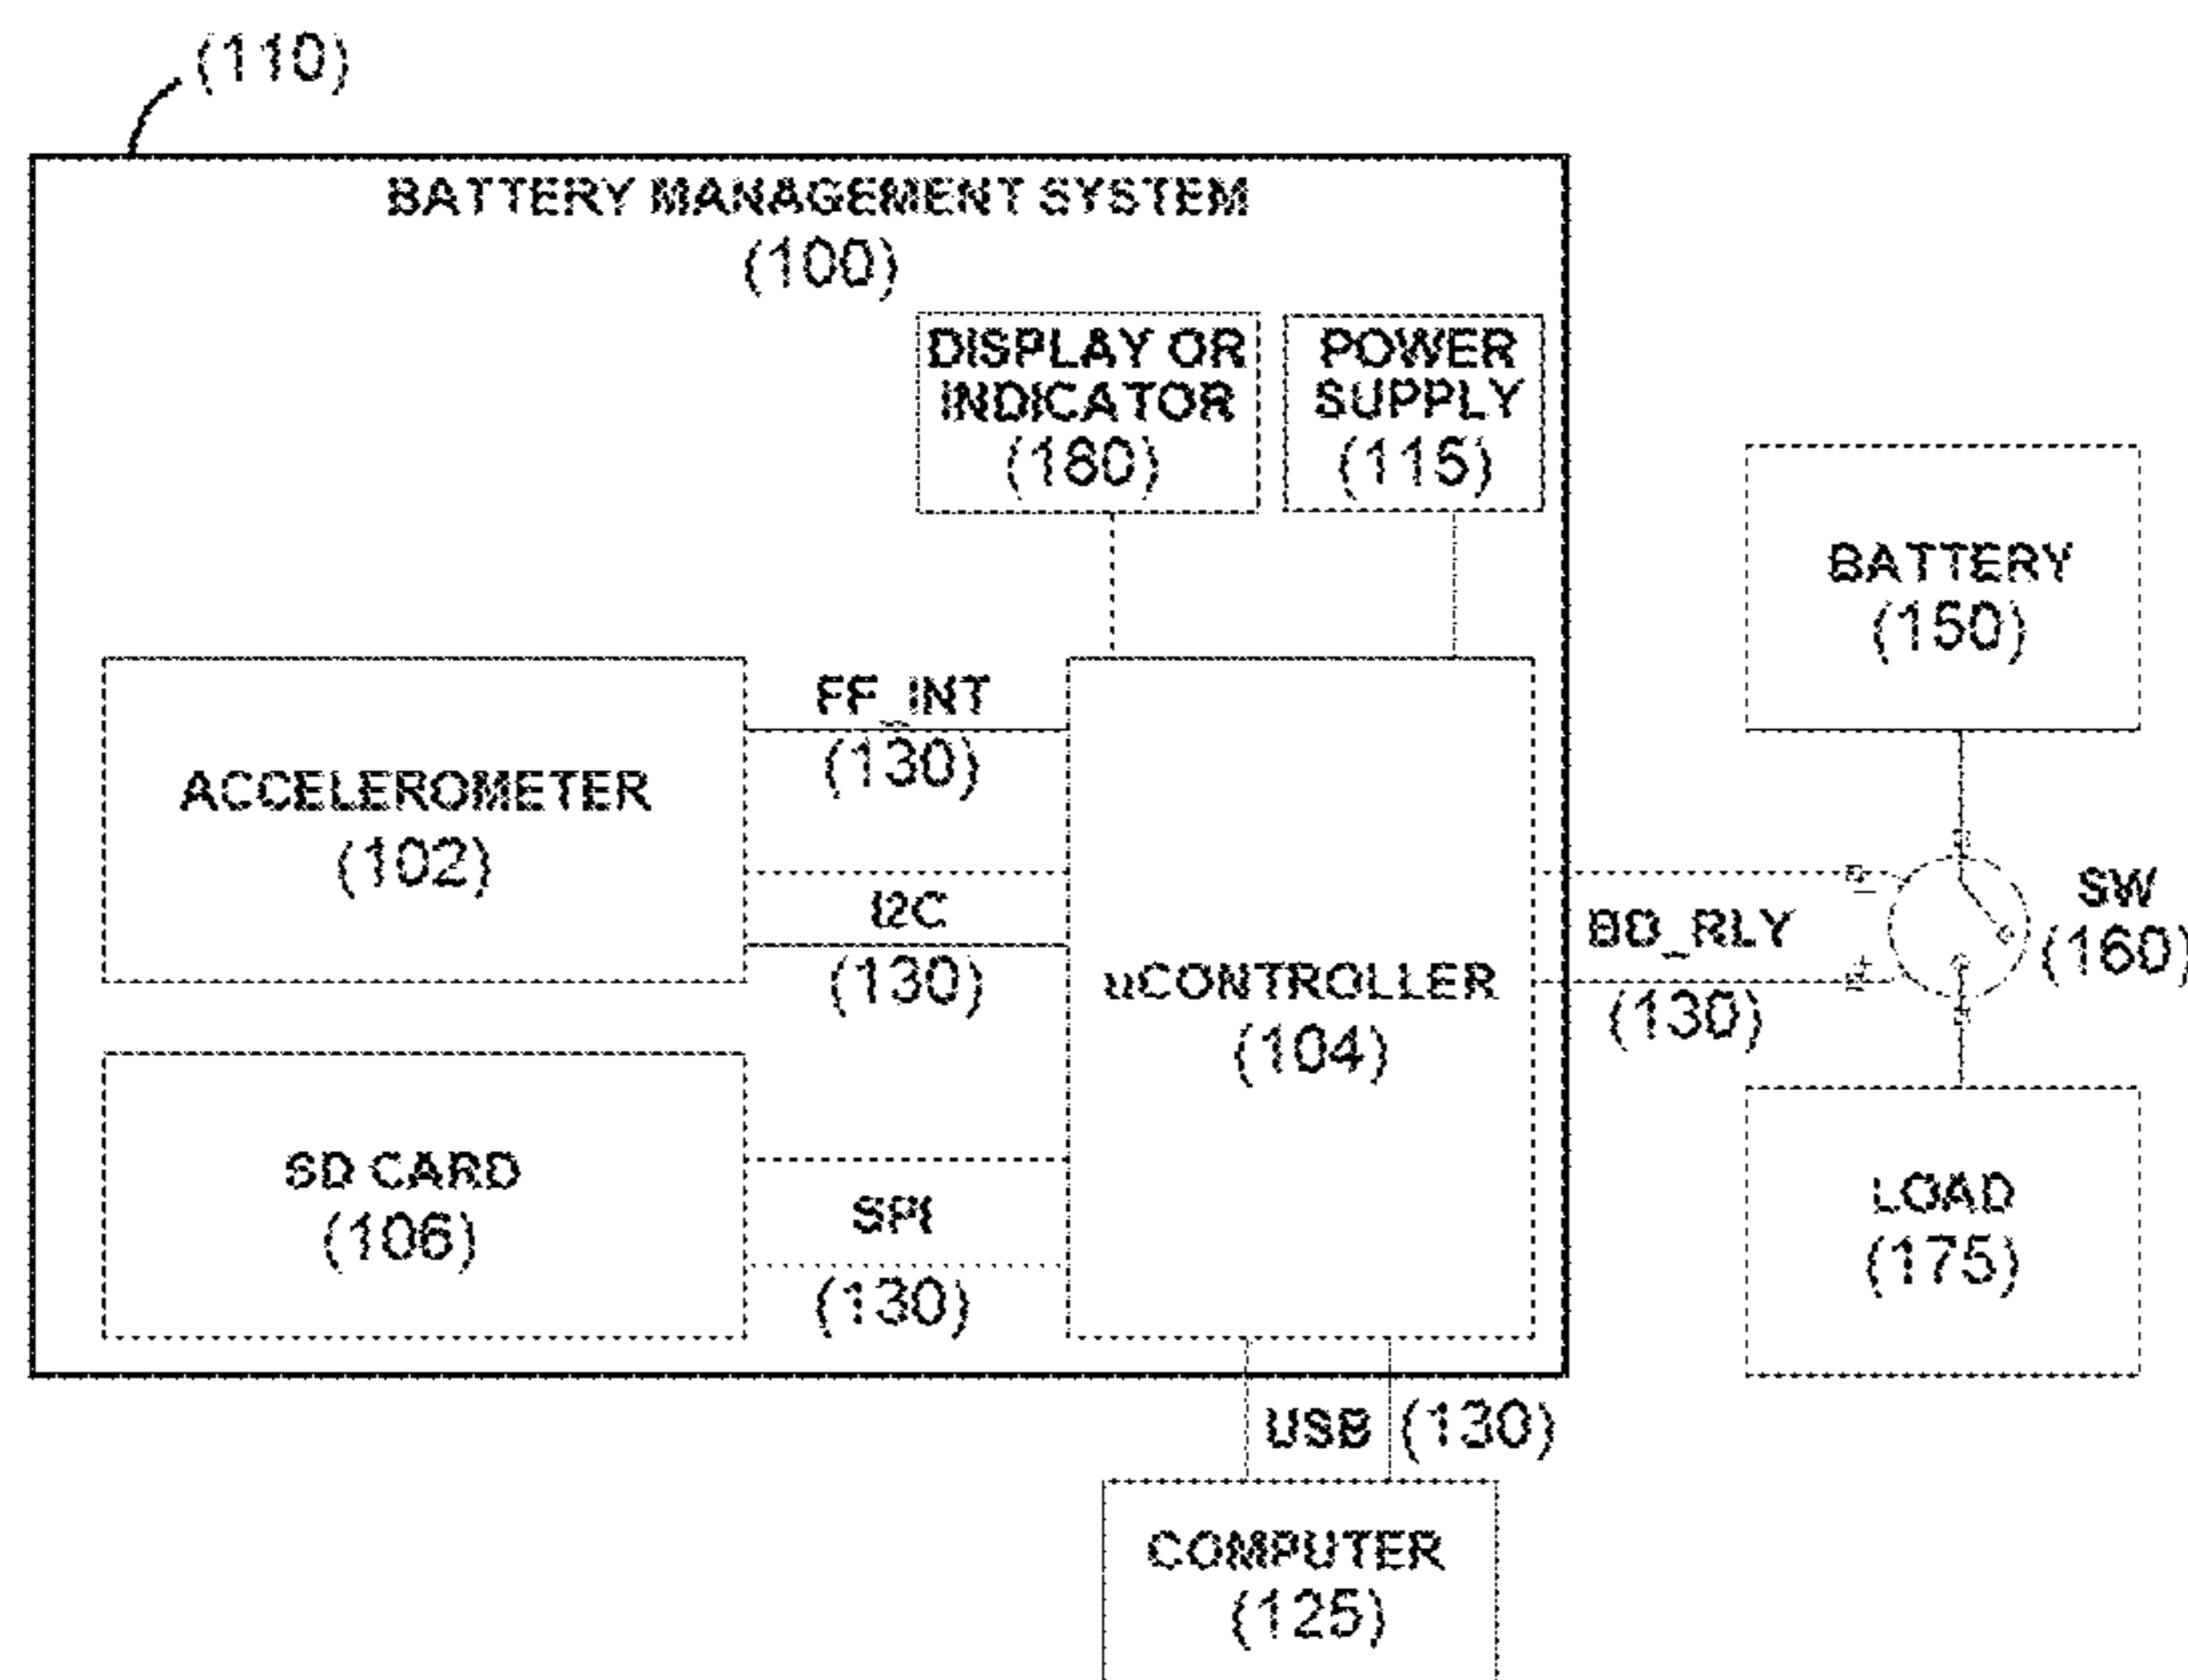 (110)
BATTERY MANAGEMENT SYSTEM
(100)
DISPLAY OR
INDICATOR
(180)
POWER
SUPPLY
(115)
BATTERY
(150)
FF_INT
(130)
ACCELEROMETER
(102)
I2C
(130)
uCONTROLLER
(104)
BD_RLY
(130)
SW
(160)
SD CARD
(106)
SPI
(130)
LOAD
(175)
USB
(130)
COMPUTER
(125)